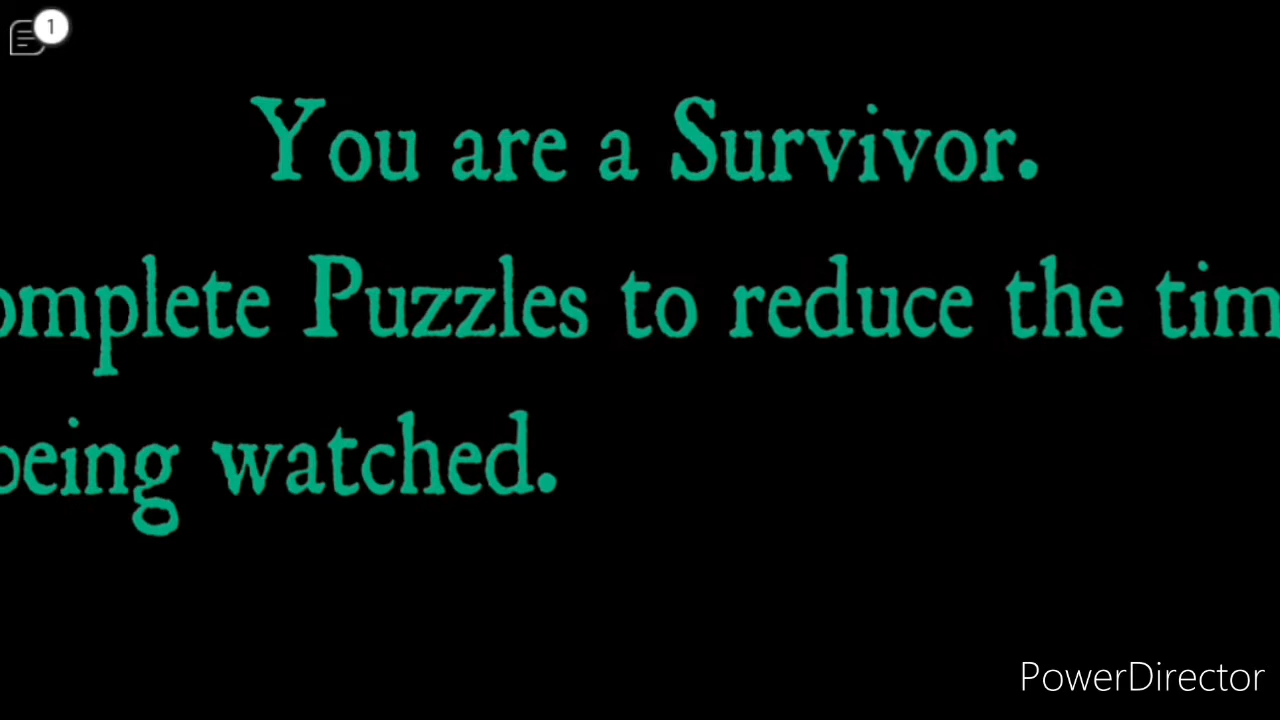 1
You are a Survivor.
omplete Puzzles to reduce the tim
being watched.
PowerDirector